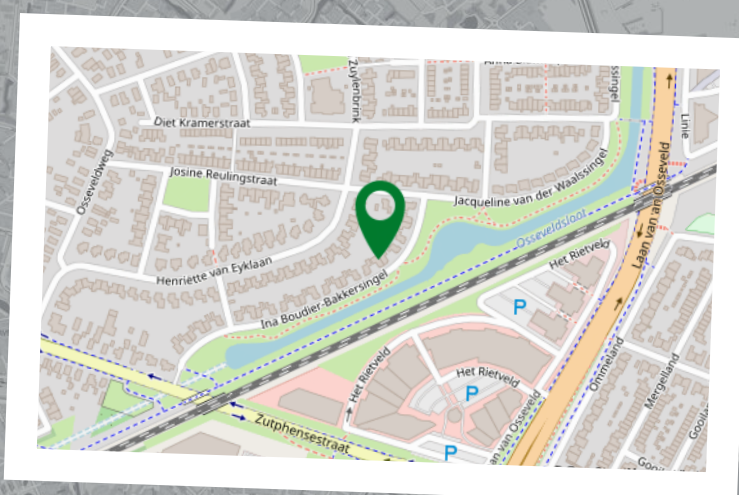 Zuylenbrink
Diet Kramerstraat
Linie
Josine Reulingstraat
Osseveldweg
Jacqueline van der Waalssingel
Laan van Osseveld
Osseveldsloot
Het Rietveld
Henriette van Eyklaan
Ina Boudier-Bakkersingel
P
Het Rietveld
Het Rietveld
P
Ommeland
Mergelland
Zutphensestraat
an van Osseveld
P